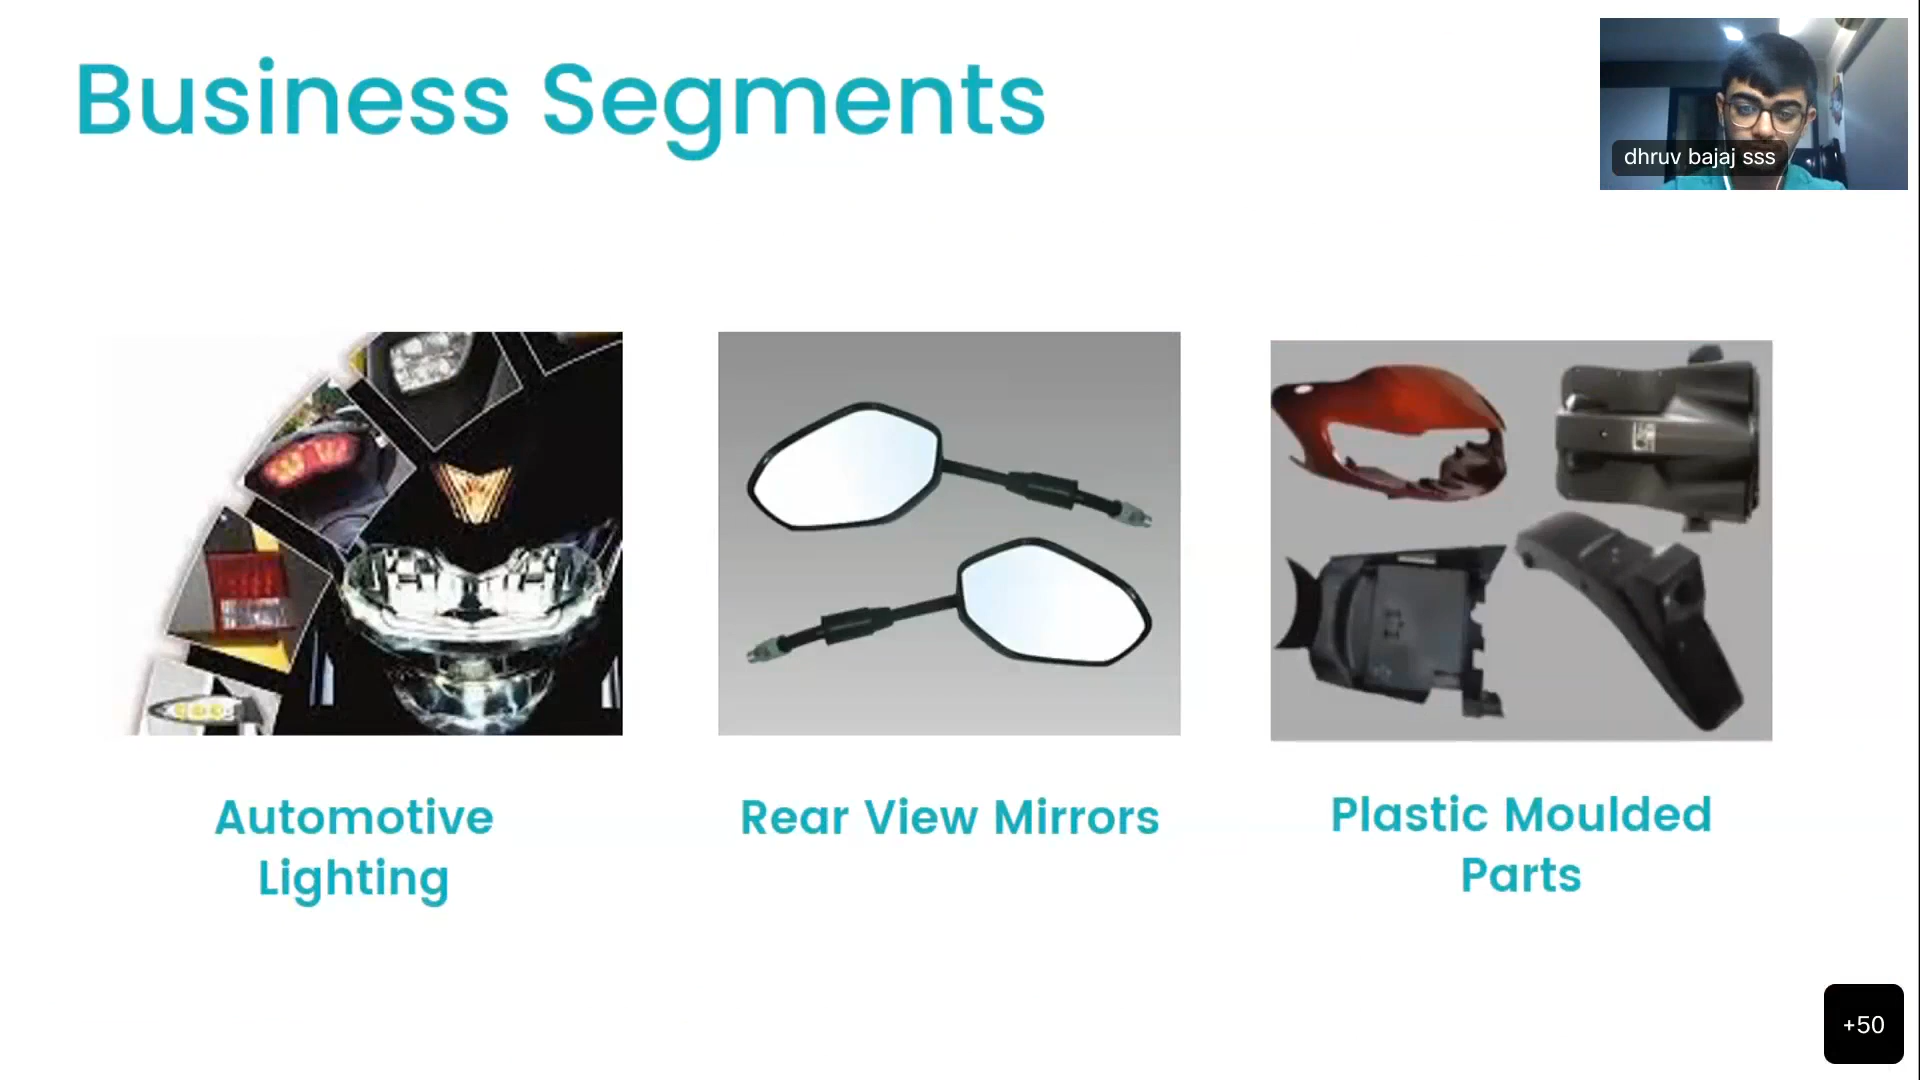 Business Segments
dhruv bajaj sss
Automotive
Lighting
Rear View Mirrors
Plastic Moulded
Parts
+50